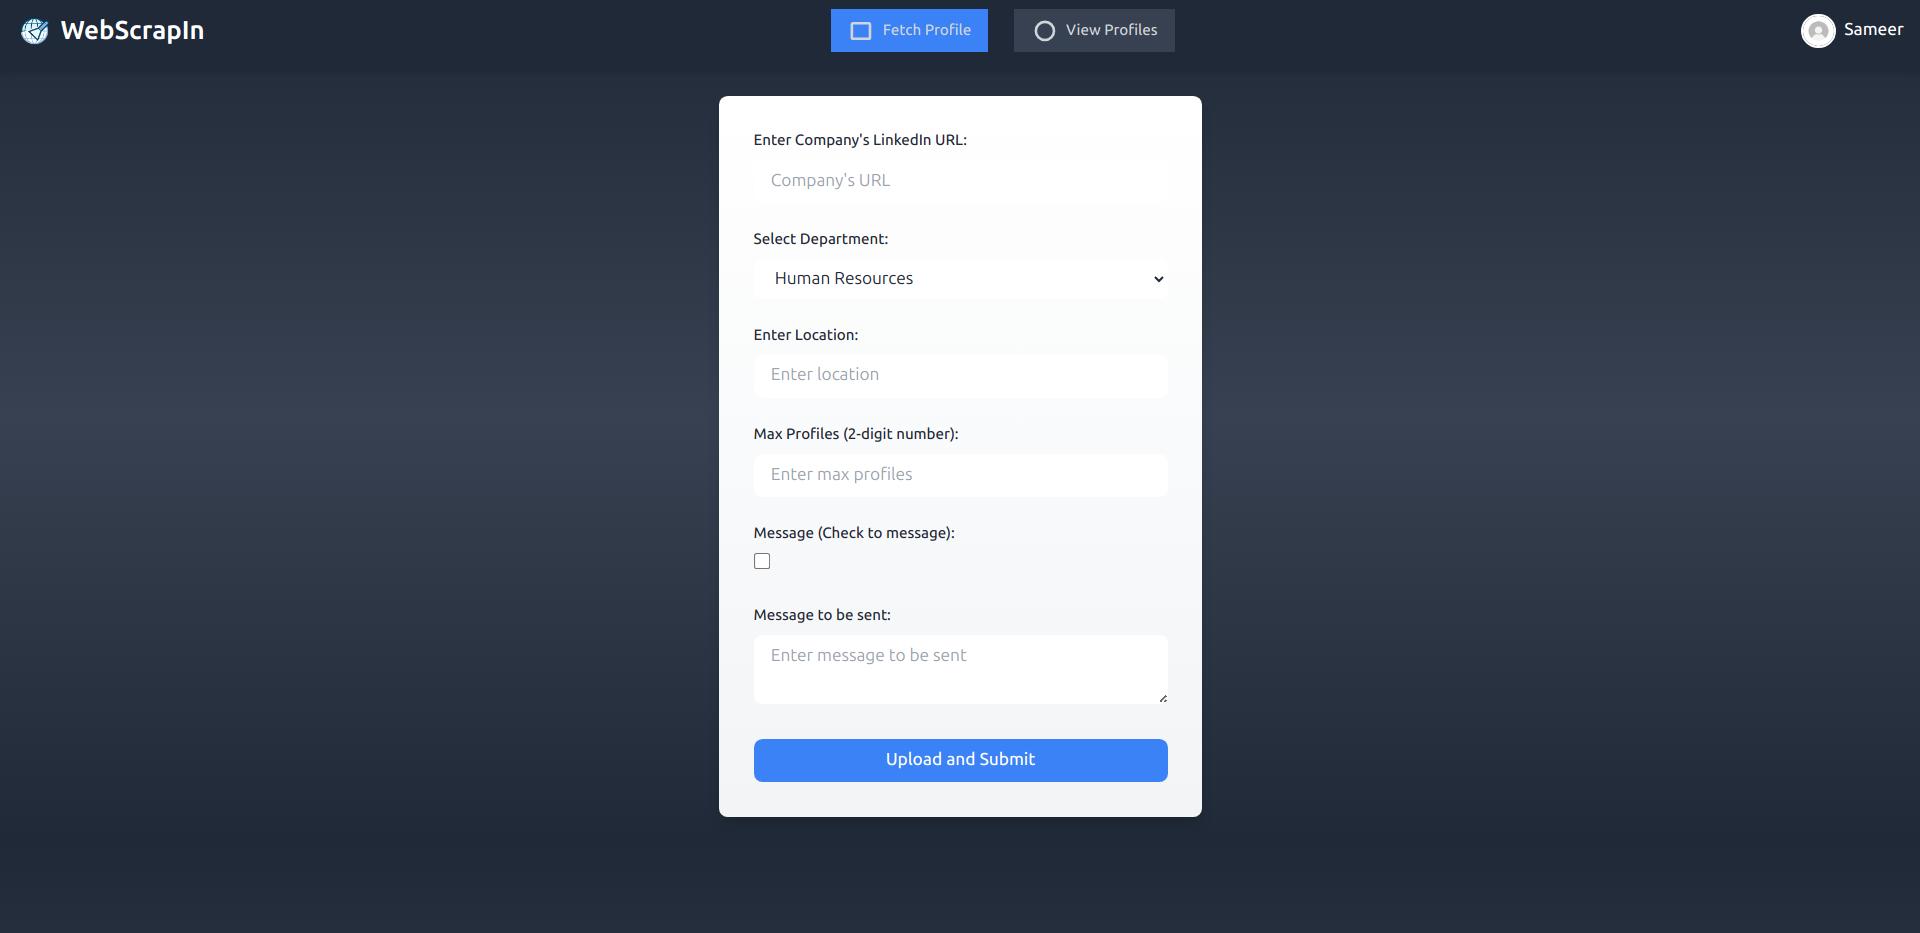 WebScrapIn
Fetch Profile
View Profiles
Sameer
Enter Company's LinkedIn URL:
Company's URL
Select Department:
Human Resources
Enter Location:
Enter location
Max Profiles (2-digit number):
Enter max profiles
Message (Check to message):
Message to be sent:
Enter message to be sent
Upload and Submit